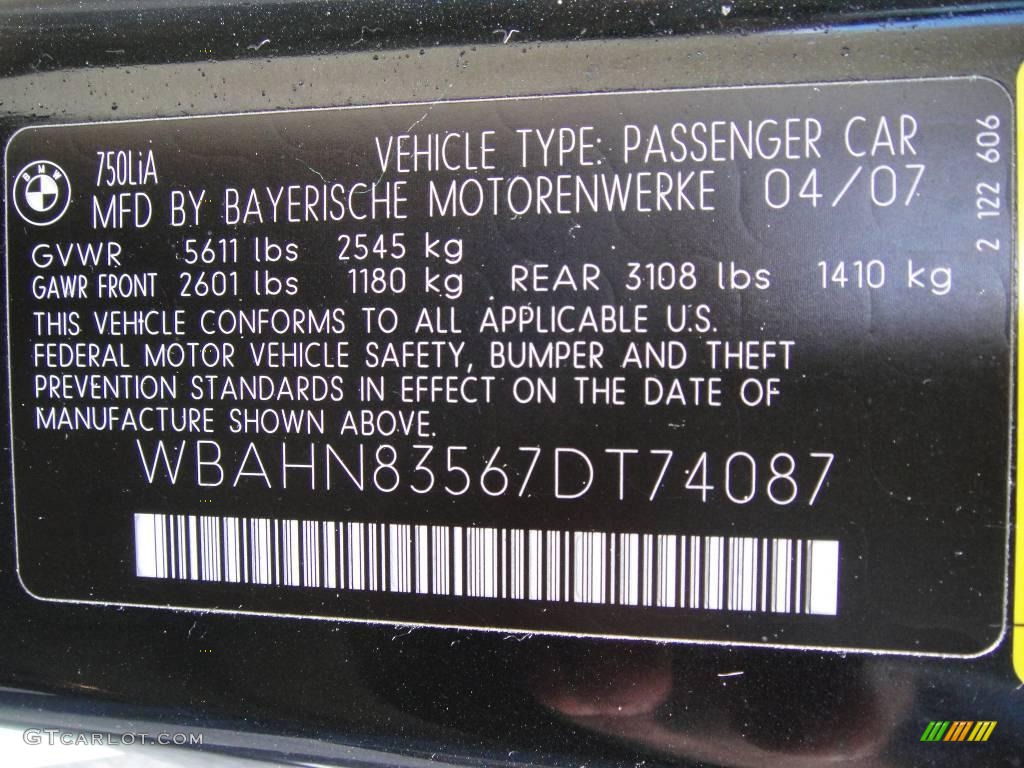 BMW
750LiA
VEHICLE TYPE: PASSENGER CAR
MFD BY BAYERISCHE MOTORENWERKE 04/07
GVWR 5611 lbs 2545 kg
GAWR FRONT 2601 lbs 1180 kg REAR 3108 lbs 1410 kg
THIS VEHICLE CONFORMS TO ALL APPLICABLE U.S.
FEDERAL MOTOR VEHICLE SAFETY, BUMPER AND THEFT
PREVENTION STANDARDS IN EFFECT ON THE DATE OF
MANUFACTURE SHOWN ABOVE.
WBAHN83567DT74087
2 122 606
GTCARLOT.COM